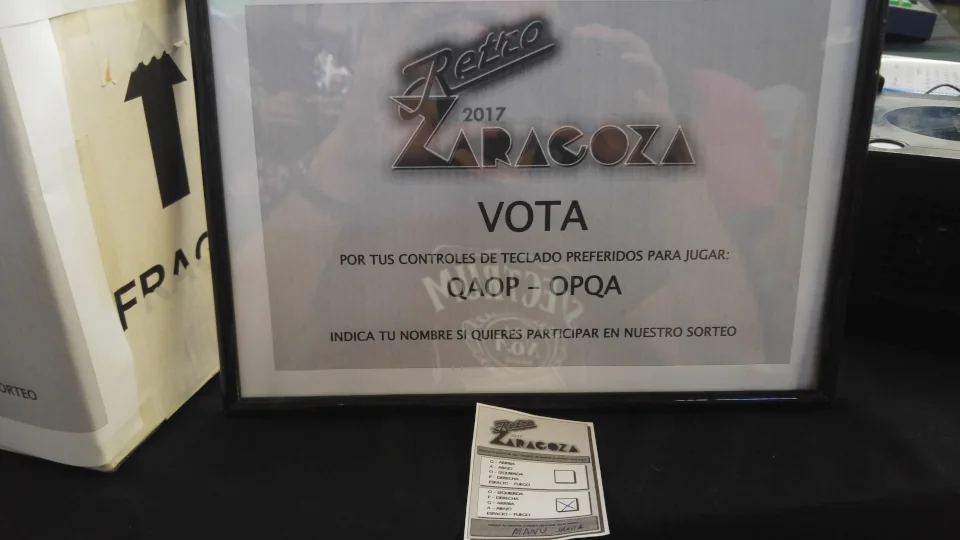 Retro
2017
ZARAGOZA
VOTA
POR TUS CONTROLES DE TECLADO PREFERIDOS PARA JUGAR:
QAOP – OPQA
INDICA TU NOMBRE SI QUIERES PARTICIPAR EN NUESTRO SORTEO
FRAG
ORTEO
Retro
ZARAGOZA
Q - ARRIBA
A - ABAJO
O - IZQUIERDA
P - DERECHA
ESPACIO - FUEGO
O - IZQUIERDA
P - DERECHA
Q - ARRIBA
A - ABAJO
ESPACIO - FUEGO
MANU